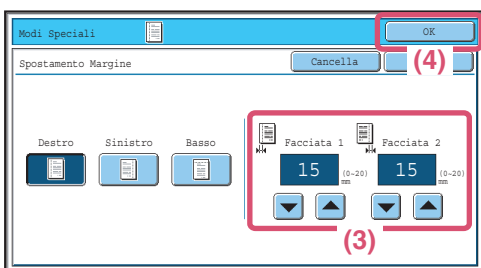 Modi Speciali
OK
Spostamento Margine
Cancella
(4)
Destro
Sinistro
Basso
Facciata 1
Facciata 2
15
(0~20)
mm
15
(0~20)
mm
(3)